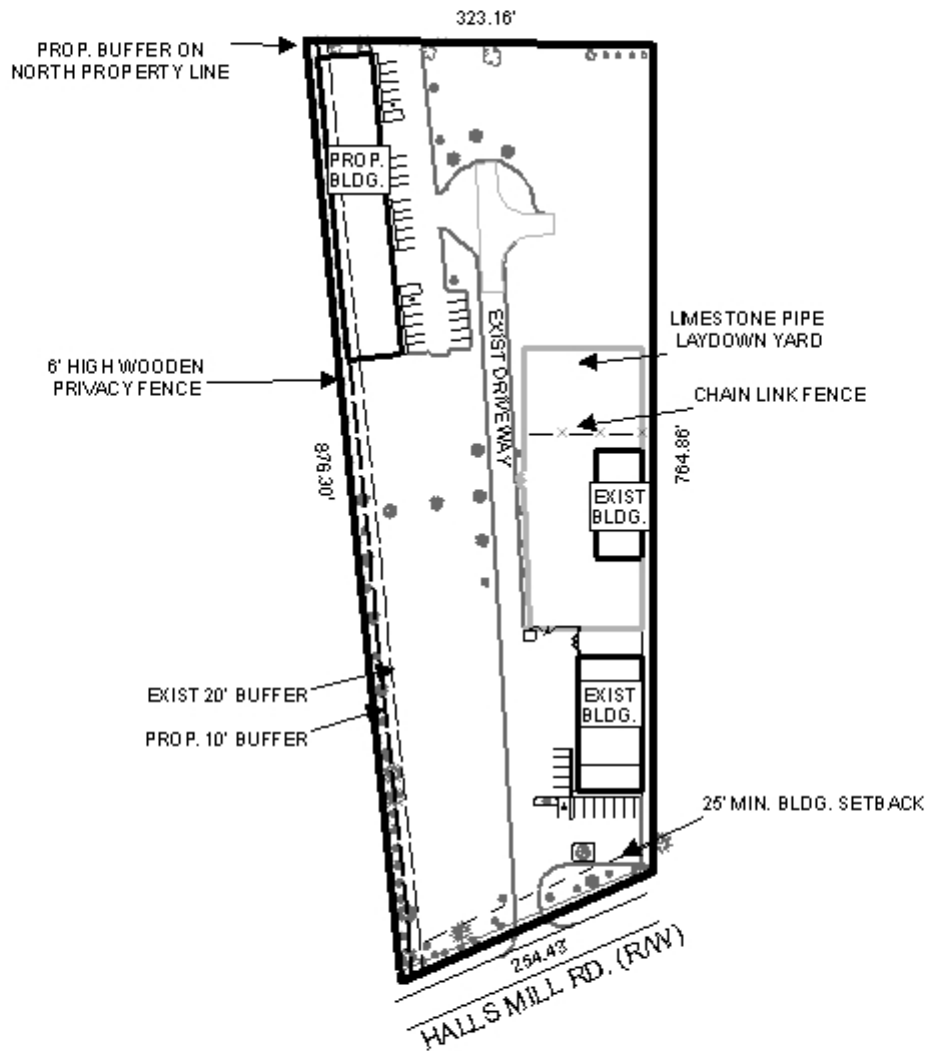 323.16'
PROP. BUFFER ON
NORTH PROPERTY LINE
PROP.
BLDG.
LIMESTONE PIPE
LAYDOWN YARD
6' HIGH WOODEN
PRIVACY FENCE
EXIST DRIVEWAY
CHAIN LINK FENCE
876.30'
764.86'
EXIST
BLDG.
EXIST 20' BUFFER
PROP. 10' BUFFER
EXIST
BLDG.
25' MIN. BLDG. SETBACK
254.43'
HALLS MILL RD. (R/W)